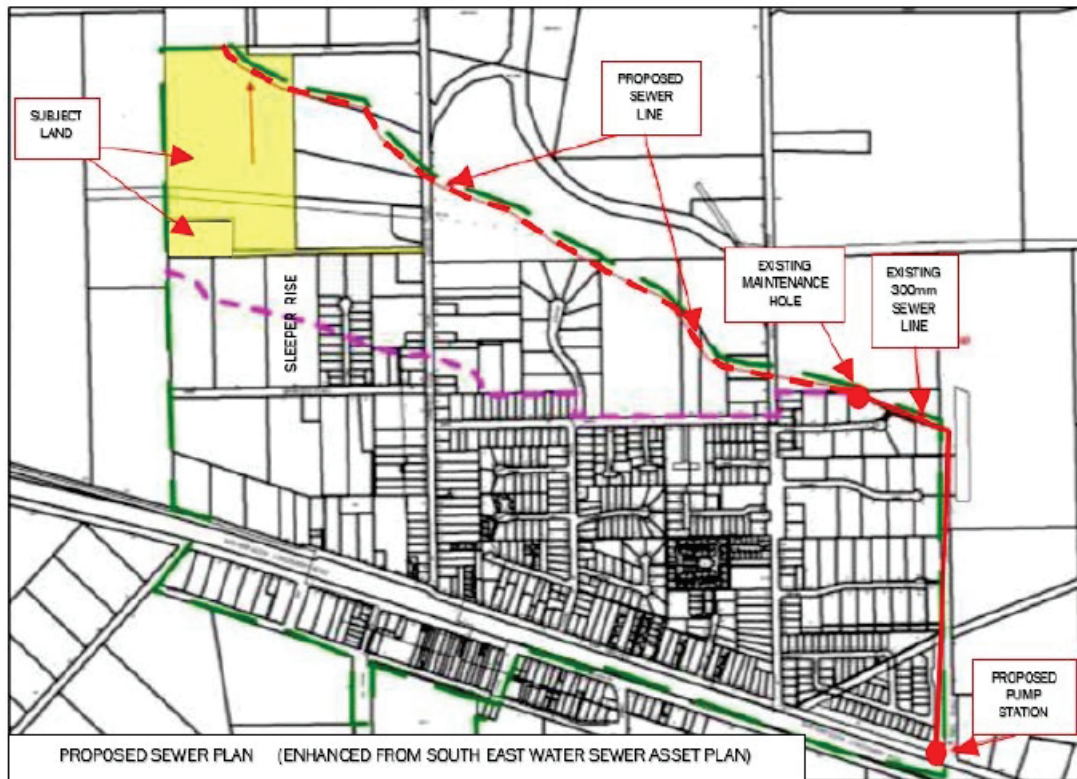 PROPOSED
SEWER
LINE
SUBJECT
LAND
EXISTING
MAINTENANCE
HOLE
EXISTING
300mm
SEWER
LINE
SLEEPER RISE
PROPOSED
PUMP
STATION
PROPOSED SEWER PLAN (ENHANCED FROM SOUTH EAST WATER SEWER ASSET PLAN)